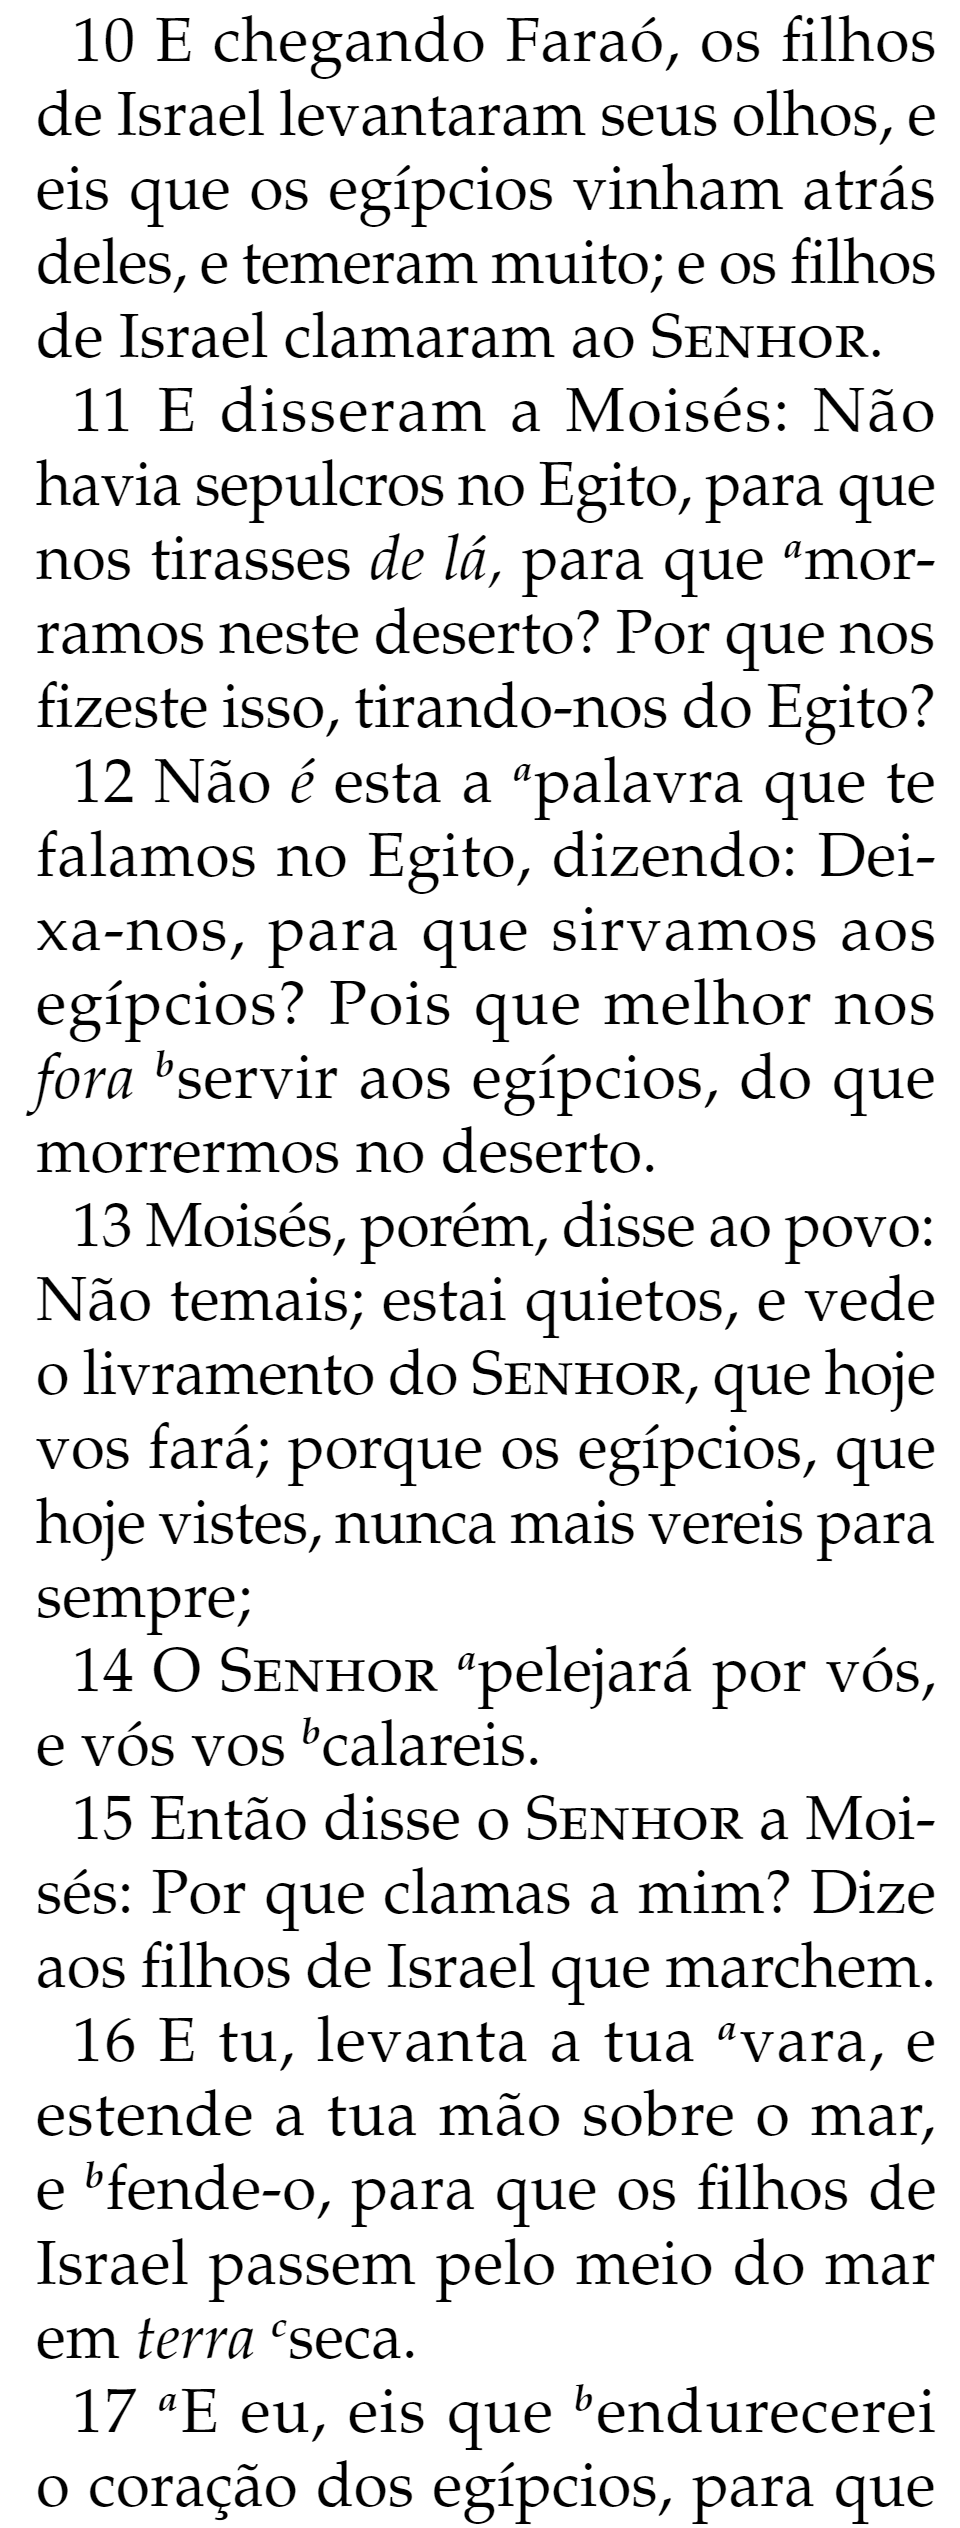 10 E chegando Faraó, os filhos
de Israel levantaram seus olhos, e
eis que os egípcios vinham atrás
deles, e temeram muito; e os filhos
de Israel clamaram ao SENHOR.
11 E disseram a Moisés: Não
havia sepulcros no Egito, para que
nos tirasses de lá, para que ᵃmor-
ramos neste deserto? Por que nos
fizeste isso, tirando-nos do Egito?
12 Não é esta a ᵃpalavra que te
falamos no Egito, dizendo: Dei-
xa-nos, para que sirvamos aos
egípcios? Pois que melhor nos
fora ᵇservir aos egípcios, do que
morrermos no deserto.
13 Moisés, porém, disse ao povo:
Não temais; estai quietos, e vede
o livramento do SENHOR, que hoje
vos fará; porque os egípcios, que
hoje vistes, nunca mais vereis para
sempre;
14 O SENHOR ᵃpelejará por vós,
e vós vos ᵇcalareis.
15 Então disse o SENHOR a Moi-
sés: Por que clamas a mim? Dize
aos filhos de Israel que marchem.
16 E tu, levanta a tua ᵃvara, e
estende a tua mão sobre o mar,
e ᵇfende-o, para que os filhos de
Israel passem pelo meio do mar
em terra ᶜseca.
17 ᵃE eu, eis que ᵇendurecerei
o coração dos egípcios, para que